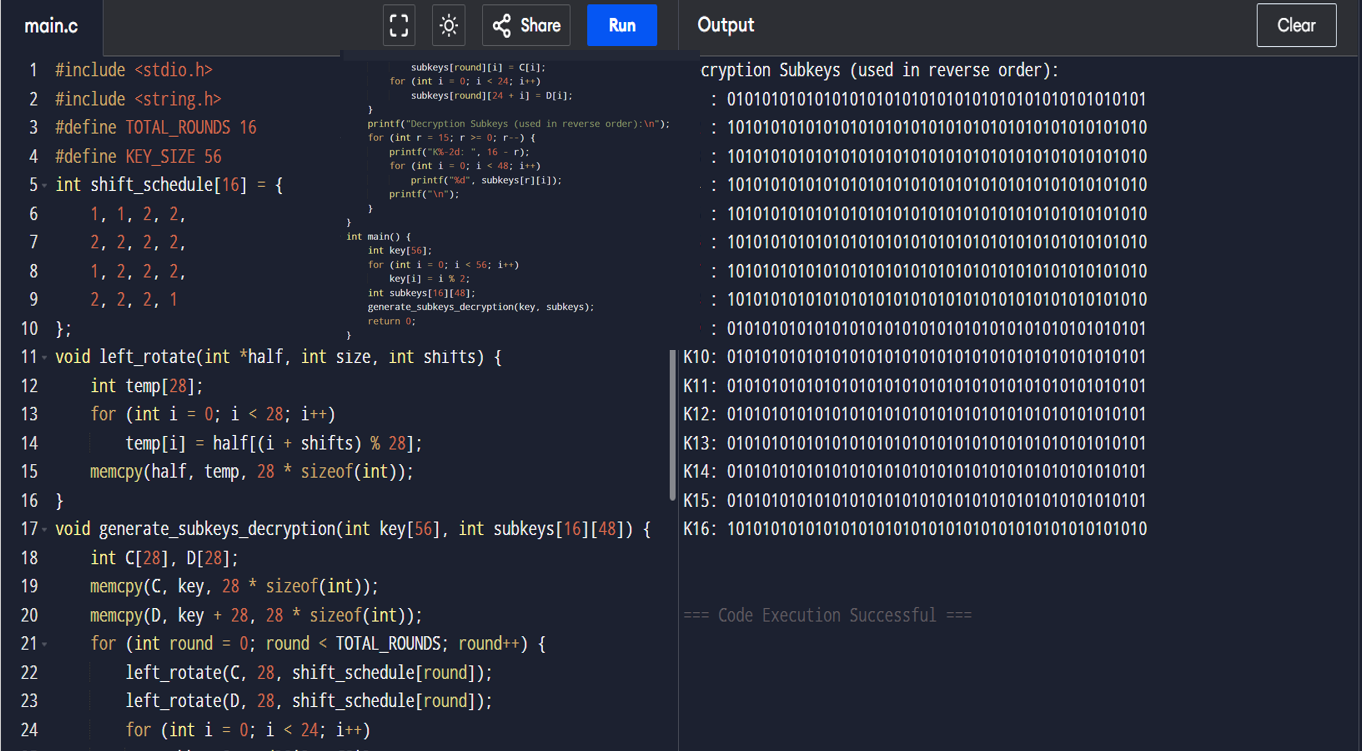 main.c
Share
Run
Output
Clear
1 #include <stdio.h>
2 #include <string.h>
3 #define TOTAL_ROUNDS 16
4 #define KEY_SIZE 56
5 int shift_schedule[16] = {
6 1, 1, 2, 2,
7 2, 2, 2, 2,
8 1, 2, 2, 2,
9 2, 2, 2, 1
10 };
11 void left_rotate(int *half, int size, int shifts) {
12 int temp[28];
13 for (int i = 0; i < 28; i++)
14 temp[i] = half[(i + shifts) % 28];
15 memcpy(half, temp, 28 * sizeof(int));
16 }
17 void generate_subkeys_decryption(int key[56], int subkeys[16][48]) {
18 int C[28], D[28];
19 memcpy(C, key, 28 * sizeof(int));
20 memcpy(D, key + 28, 28 * sizeof(int));
21 for (int round = 0; round < TOTAL_ROUNDS; round++) {
22 left_rotate(C, 28, shift_schedule[round]);
23 left_rotate(D, 28, shift_schedule[round]);
24 for (int i = 0; i < 24; i++)
subkeys[round][i] = C[i];
for (int i = 0; i < 24; i++)
subkeys[round][24 + i] = D[i];
}
printf("Decryption Subkeys (used in reverse order):\n");
for (int r = 15; r >= 0; r--) {
printf("K%-2d: ", 16 - r);
for (int i = 0; i < 48; i++)
printf("%d", subkeys[r][i]);
printf("\n");
}
}
int main() {
int key[56];
for (int i = 0; i < 56; i++)
key[i] = i % 2;
int subkeys[16][48];
generate_subkeys_decryption(key, subkeys);
return 0;
}
cryption Subkeys (used in reverse order):
: 010101010101010101010101010101010101010101010101
: 101010101010101010101010101010101010101010101010
: 101010101010101010101010101010101010101010101010
: 101010101010101010101010101010101010101010101010
: 101010101010101010101010101010101010101010101010
: 101010101010101010101010101010101010101010101010
: 101010101010101010101010101010101010101010101010
: 101010101010101010101010101010101010101010101010
: 010101010101010101010101010101010101010101010101
K10: 010101010101010101010101010101010101010101010101
K11: 010101010101010101010101010101010101010101010101
K12: 010101010101010101010101010101010101010101010101
K13: 010101010101010101010101010101010101010101010101
K14: 010101010101010101010101010101010101010101010101
K15: 010101010101010101010101010101010101010101010101
K16: 101010101010101010101010101010101010101010101010
=== Code Execution Successful ===